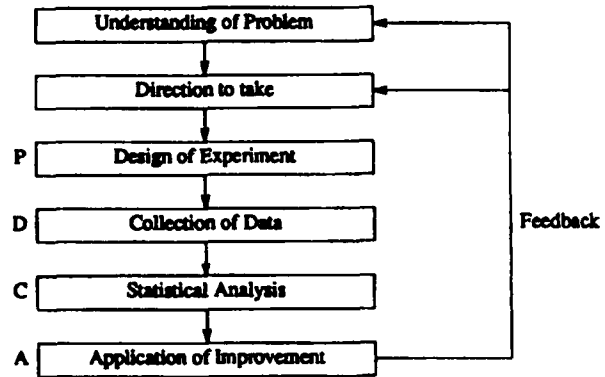 Understanding of Problem
Direction to take
P Design of Experiment
D Collection of Data
Feedback
C Statistical Analysis
A Application of Improvement